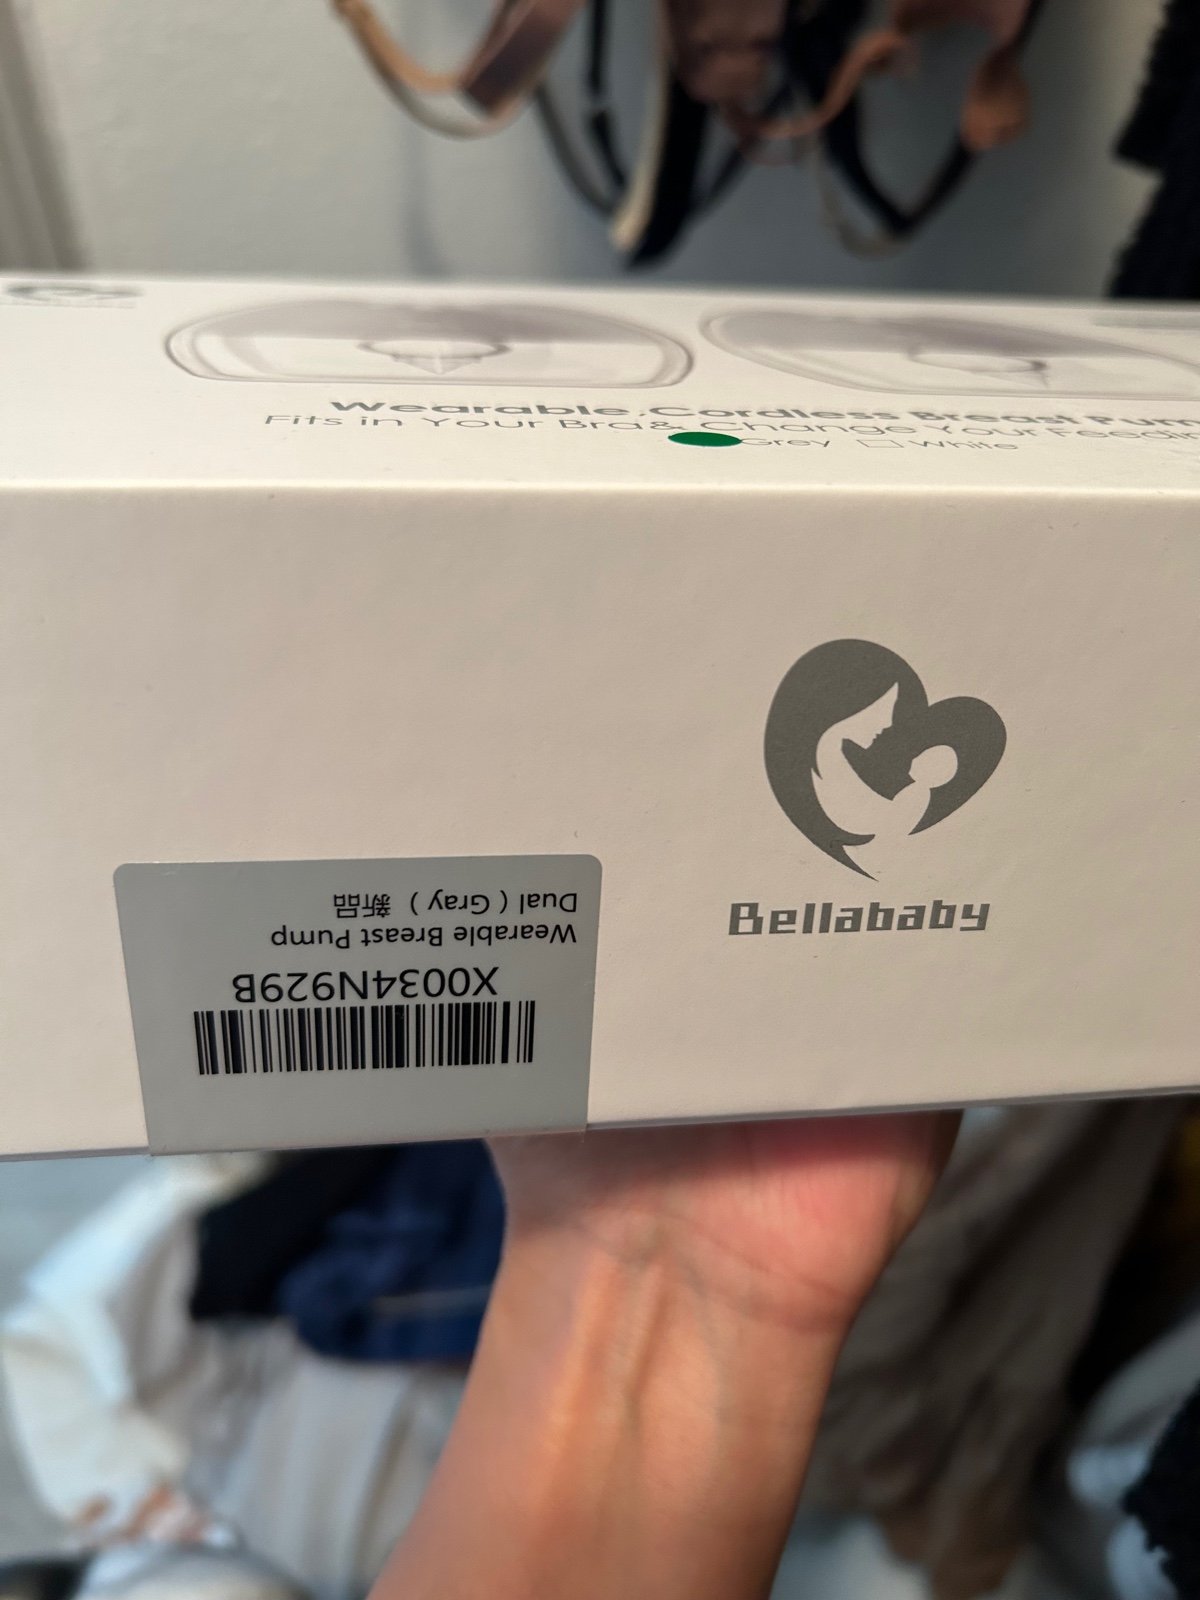 Wearable, Cordless Breast Pum
Fits in Your Bra & Change Your Feedin
Grey White
Bellababy
X0034N929B
Wearable Breast Pump
Dual ( Gray ) 新品